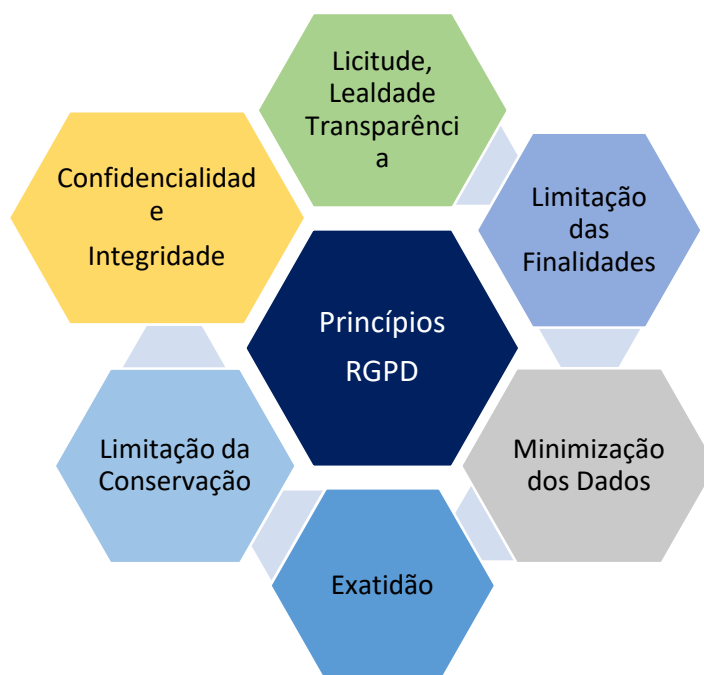 Licitude,
Lealdade
Transparênci
a
Confidencialidad
e
Integridade
Limitação
das
Finalidades
Princípios
RGPD
Limitação da
Conservação
Minimização
dos Dados
Exatidão